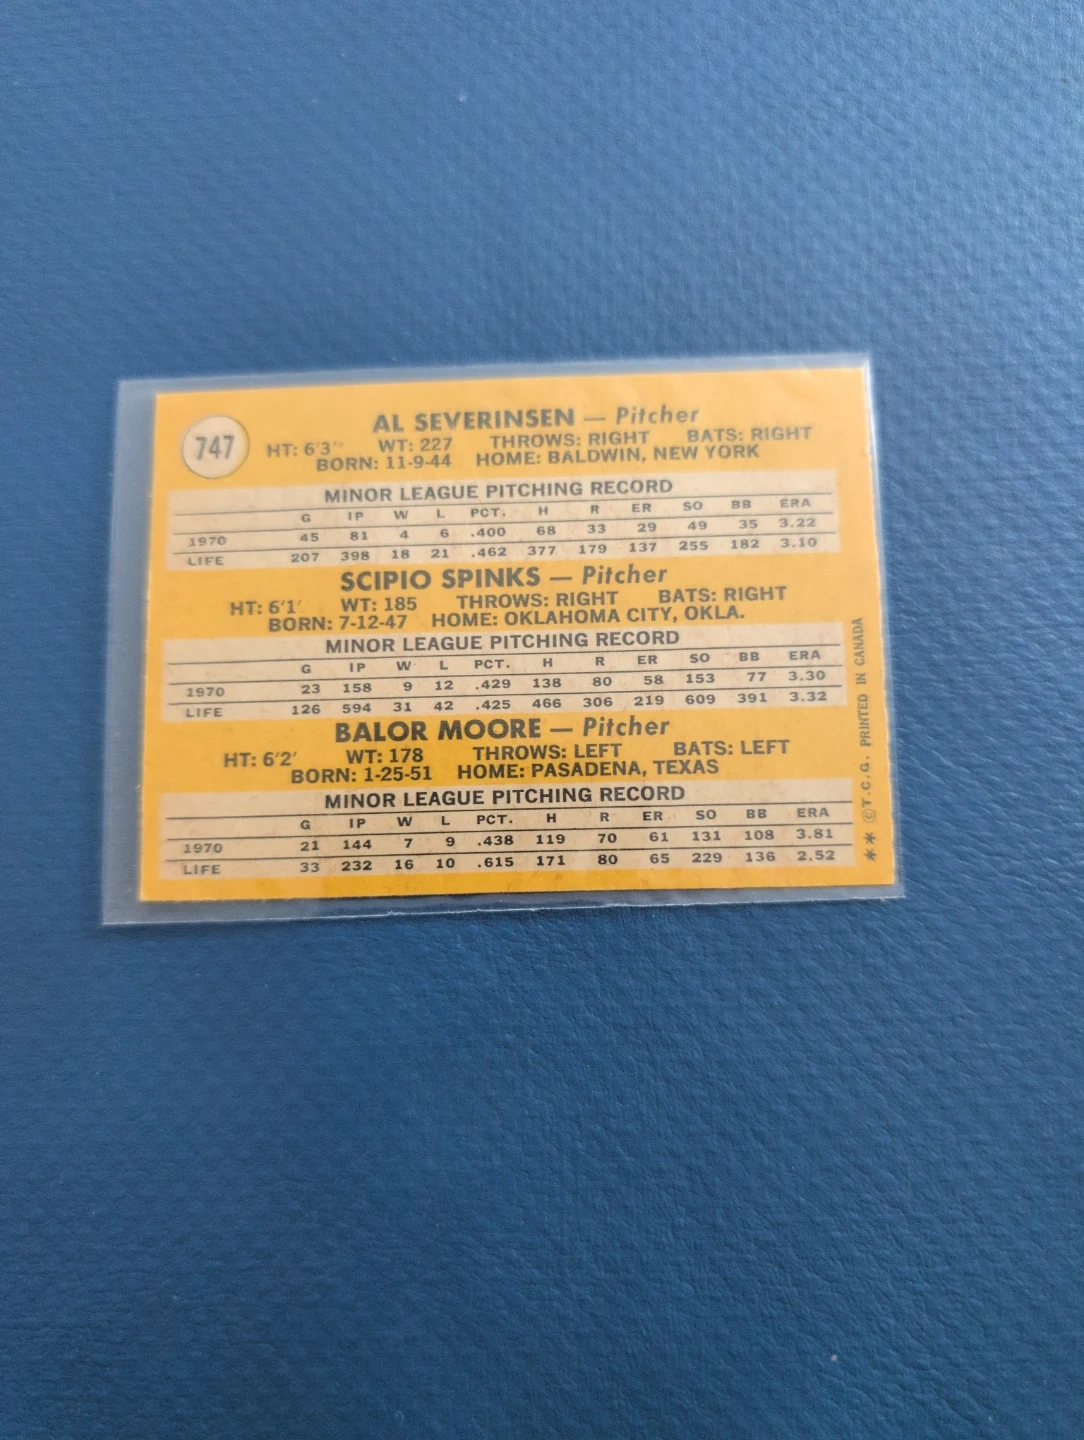 747
AL SEVERINSEN — Pitcher
HT: 6'3" WT: 227 THROWS: RIGHT BATS: RIGHT
BORN: 11-9-44 HOME: BALDWIN, NEW YORK
MINOR LEAGUE PITCHING RECORD
G IP W L PCT. H R ER SO BB ERA
1970 45 81 4 6 .400 68 33 29 49 35 3.22
LIFE 207 398 18 21 .462 377 179 137 255 182 3.10
SCIPIO SPINKS — Pitcher
HT: 6'1' WT: 185 THROWS: RIGHT BATS: RIGHT
BORN: 7-12-47 HOME: OKLAHOMA CITY, OKLA.
MINOR LEAGUE PITCHING RECORD
G IP W L PCT. H R ER SO BB ERA
1970 23 158 9 12 .429 138 80 58 153 77 3.30
LIFE 126 594 31 42 .425 466 306 219 609 391 3.32
BALOR MOORE — Pitcher
HT: 6'2' WT: 178 THROWS: LEFT BATS: LEFT
BORN: 1-25-51 HOME: PASADENA, TEXAS
MINOR LEAGUE PITCHING RECORD
G IP W L PCT. H R ER SO BB ERA
1970 21 144 7 9 .438 119 70 61 131 108 3.81
LIFE 33 232 16 10 .615 171 80 65 229 136 2.52
** ©T.C.G. PRINTED IN CANADA